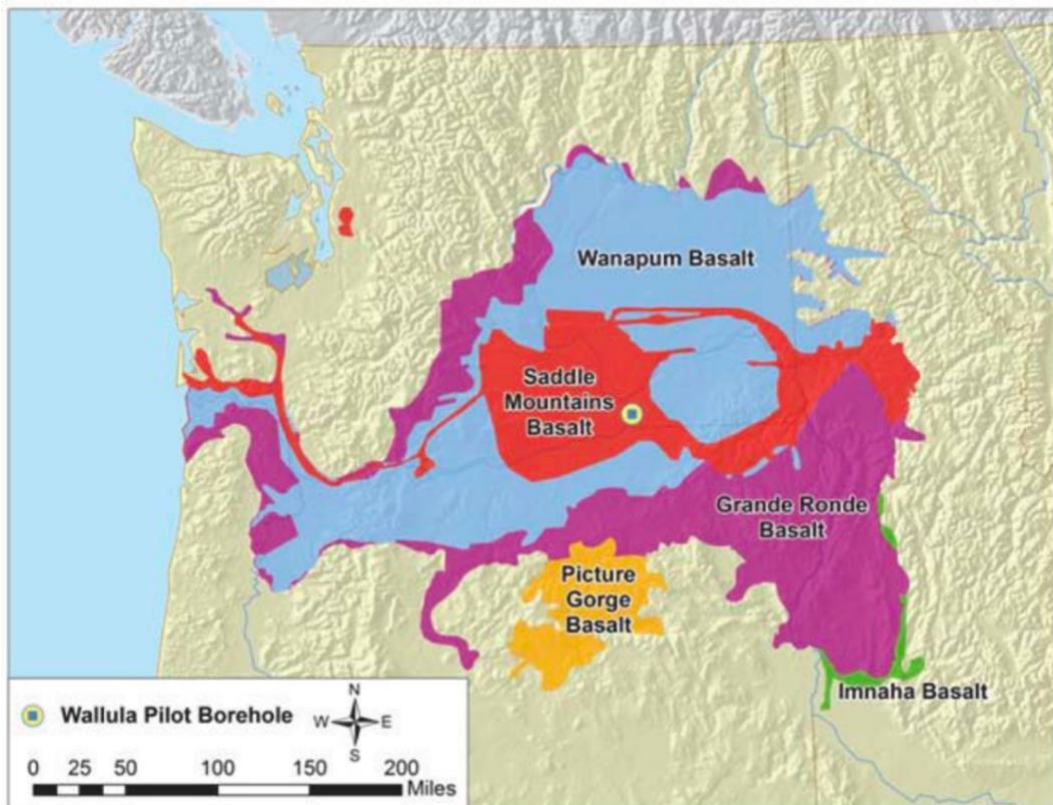 Wanapum Basalt
Saddle
Mountains
Basalt
Grande Ronde
Basalt
Picture
Gorge
Basalt
Imnaha Basalt
Wallula Pilot Borehole
N
W E
S
0 25 50 100 150 200
Miles